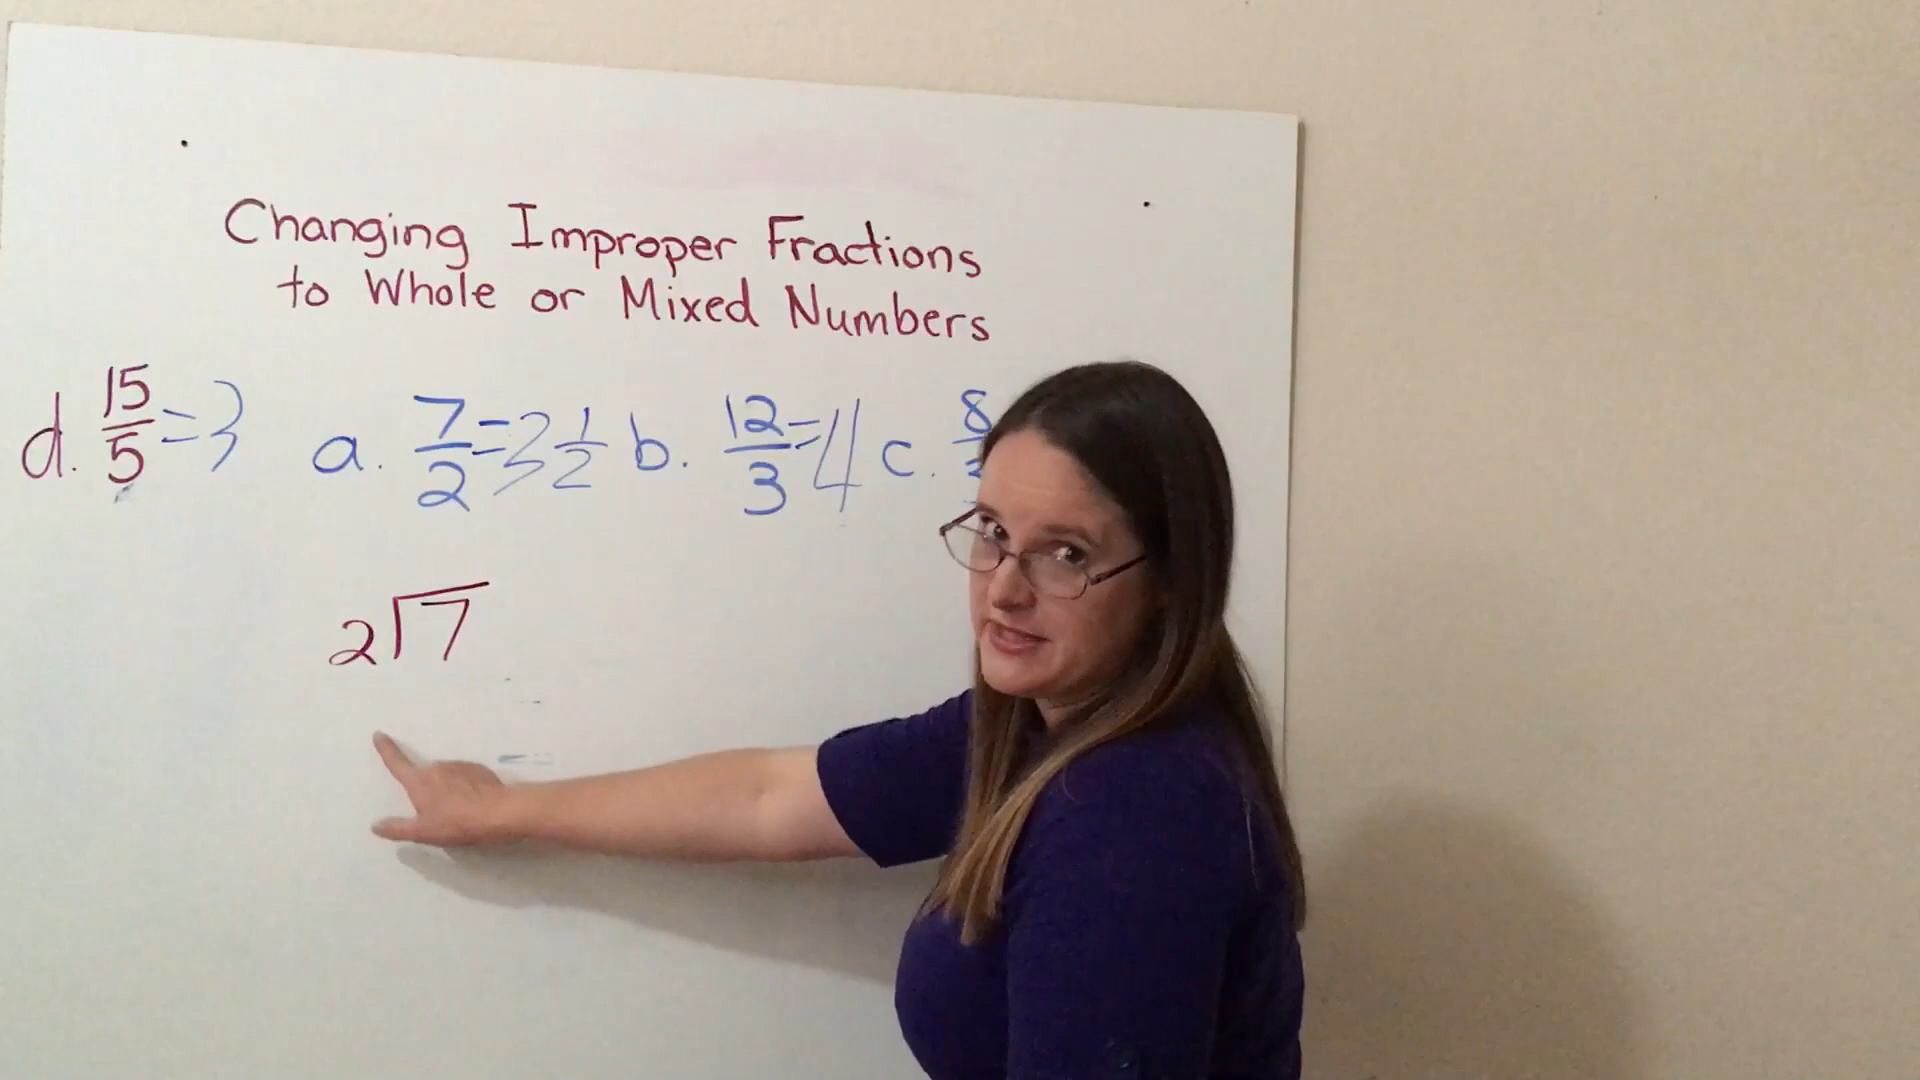 Changing Improper Fractions
to Whole or Mixed Numbers
d. 15/5 = 3 a. 7/2 = 3 1/2 b. 12/3 = 4 c. 8/
2)7